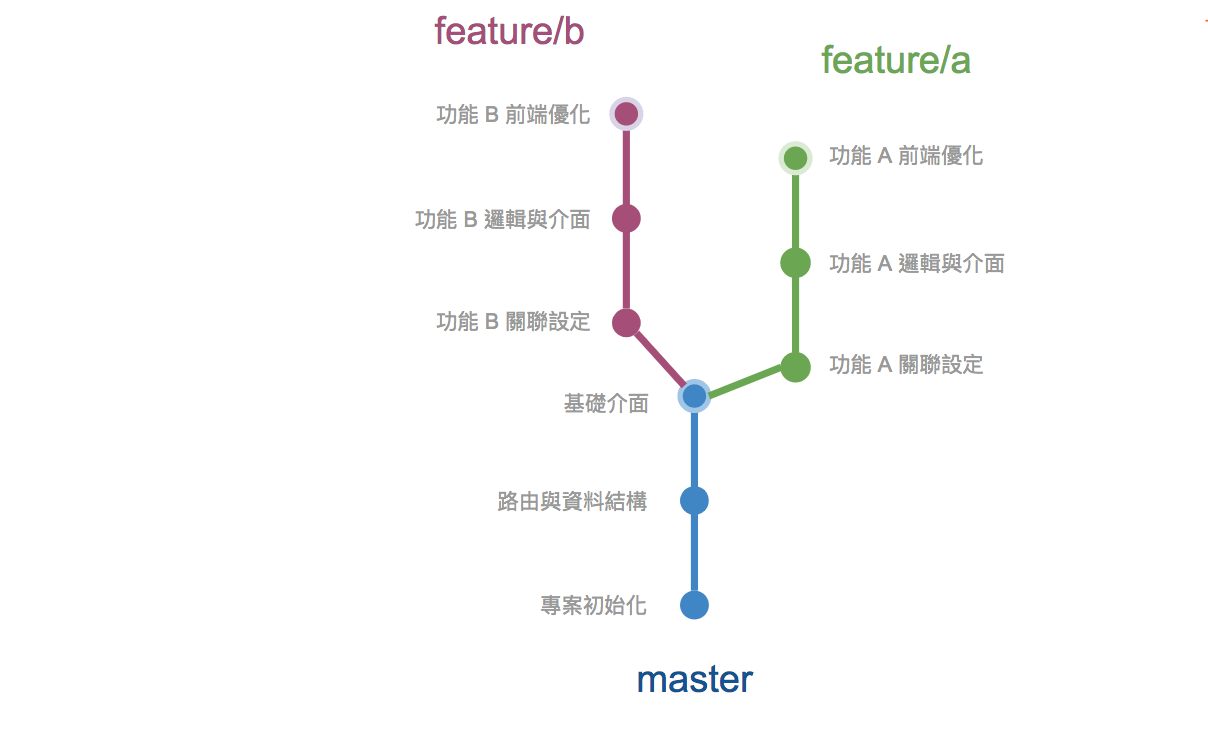 feature/b
feature/a
功能 B 前端優化
功能 A 前端優化
功能 B 邏輯與介面
功能 A 邏輯與介面
功能 B 關聯設定
功能 A 關聯設定
基礎介面
路由與資料結構
專案初始化
master